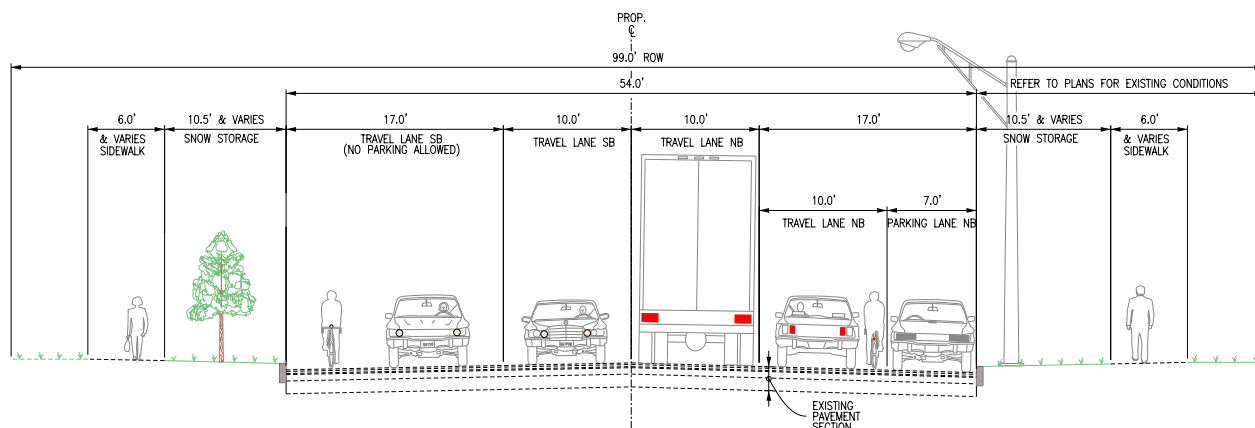 PROP.
℄
99.0' ROW
54.0'
REFER TO PLANS FOR EXISTING CONDITIONS
6.0'
& VARIES
SIDEWALK
10.5' & VARIES
SNOW STORAGE
17.0'
TRAVEL LANE SB
(NO PARKING ALLOWED)
10.0'
TRAVEL LANE SB
10.0'
TRAVEL LANE NB
17.0'
10.5' & VARIES
SNOW STORAGE
6.0'
& VARIES
SIDEWALK
10.0'
TRAVEL LANE NB
7.0'
PARKING LANE NB
EXISTING
PAVEMENT
SECTION